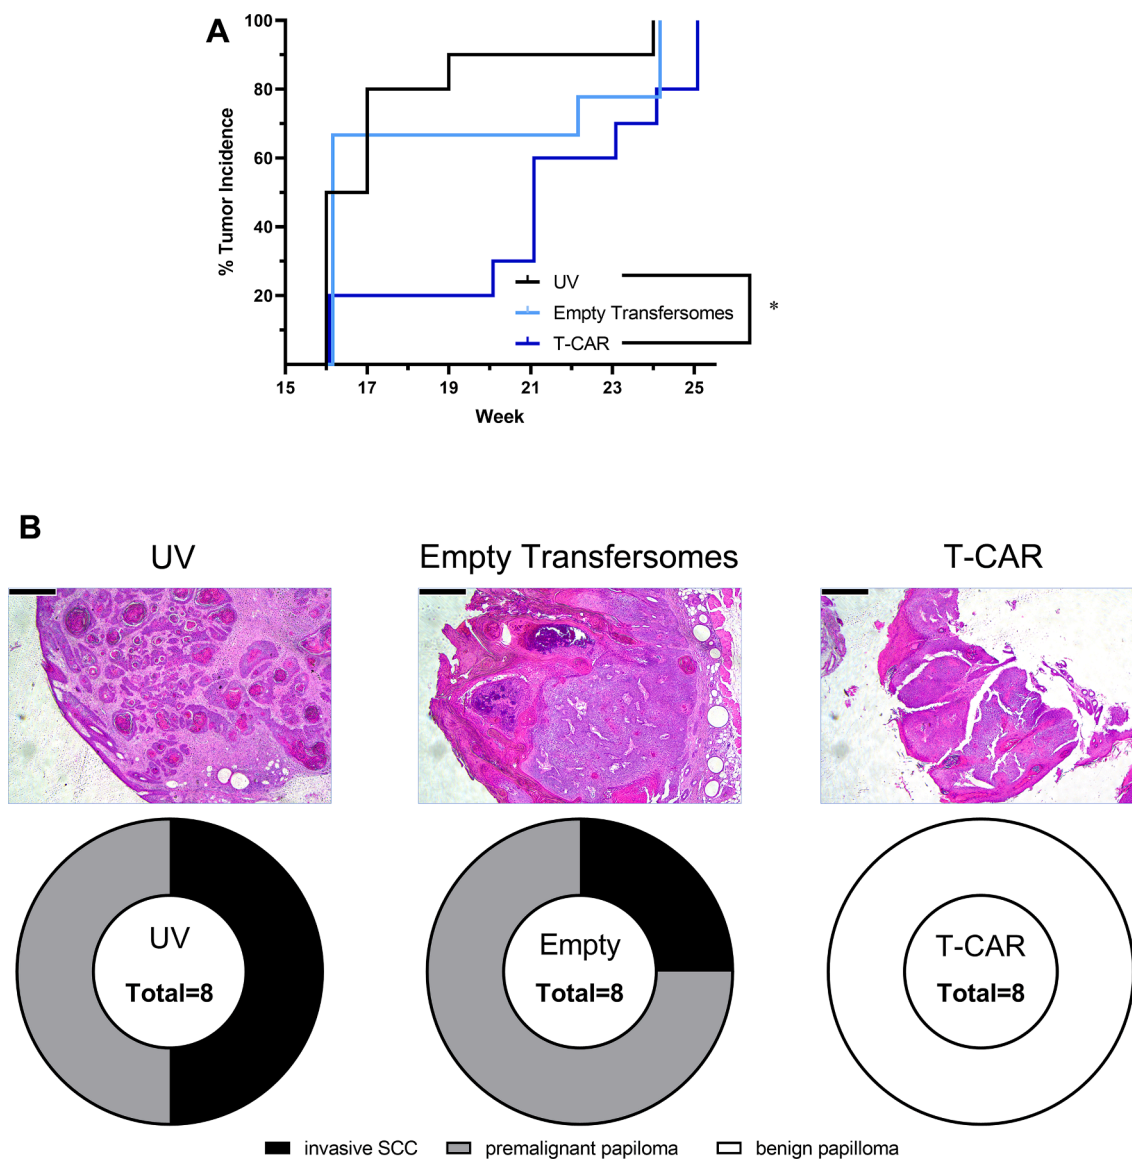 A
100
80
60
40
20
% Tumor Incidence
15 17 19 21 23 25
Week
UV
Empty Transfersomes
T-CAR
*
B
UV Empty Transfersomes T-CAR
UV
Total=8
Empty
Total=8
T-CAR
Total=8
invasive SCC premalignant papiloma benign papilloma